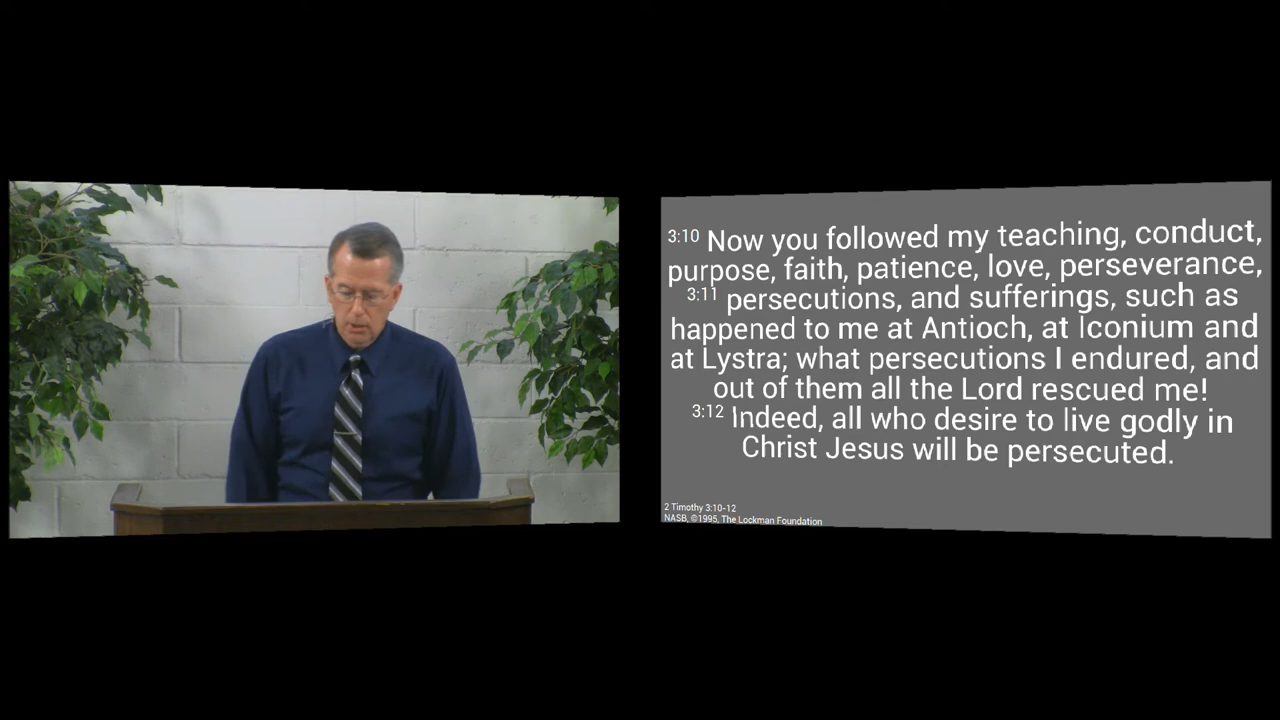 3:10 Now you followed my teaching, conduct,
purpose, faith, patience, love, perseverance,
3:11 persecutions, and sufferings, such as
happened to me at Antioch, at Iconium and
at Lystra; what persecutions I endured, and
out of them all the Lord rescued me!
3:12 Indeed, all who desire to live godly in
Christ Jesus will be persecuted.
2 Timothy 3:10-12
NASB, ©1995, The Lockman Foundation